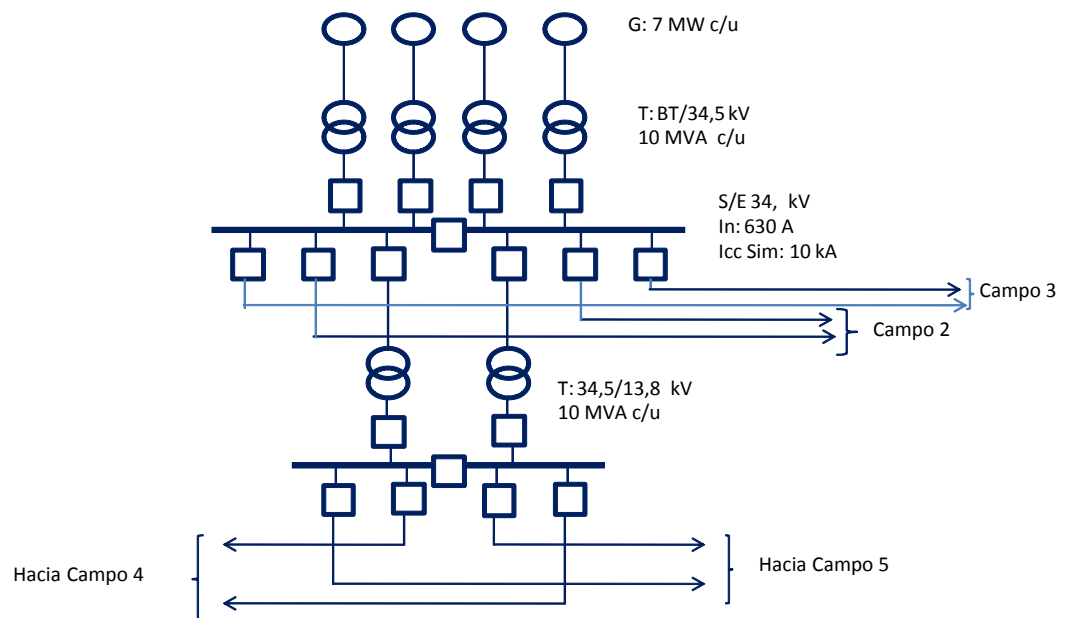 G: 7 MW c/u
T: BT/34,5 kV
10 MVA c/u
S/E 34, kV
In: 630 A
Icc Sim: 10 kA
Campo 3
Campo 2
T: 34,5/13,8 kV
10 MVA c/u
Hacia Campo 4
Hacia Campo 5